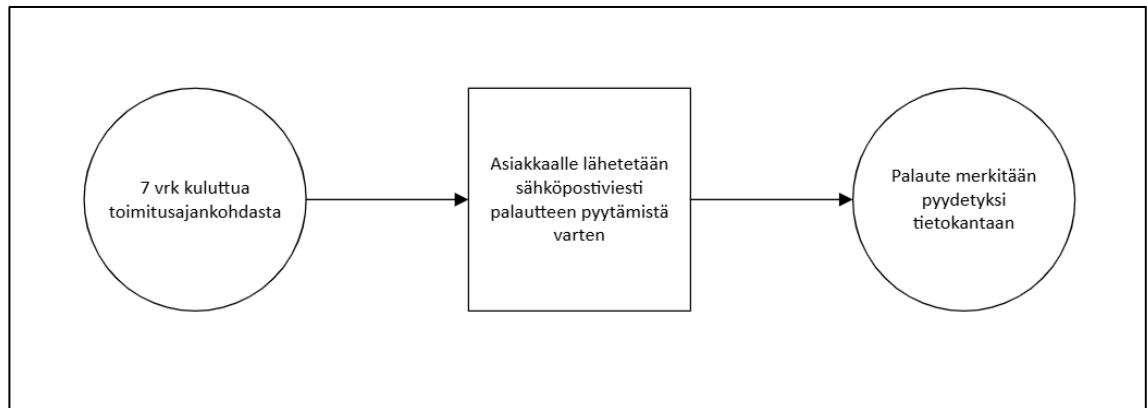 7 vrk kuluttua
toimitusajankohdasta
Asiakkaalle lähetetään
sähköpostiviesti
palautteen pyytämistä
varten
Palaute merkitään
pyydetyksi
tietokantaan